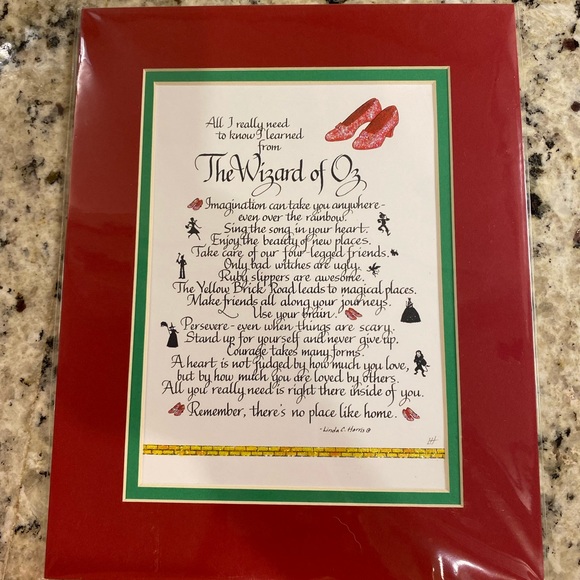 All I really need
to know I learned
from
The Wizard of Oz
Imagination can take you anywhere-
even over the rainbow.
Sing the song in your heart.
Enjoy the beauty of new places.
Take care of our four-legged friends.
Only bad witches are ugly.
Ruby slippers are awesome.
The Yellow Brick Road leads to magical places.
Make friends all along your journeys.
Use your brain.
Persevere-even when things are scary.
Stand up for yourself and never give up.
Courage takes many forms.
A heart is not judged by how much you love,
but by how much you are loved by others.
All you really need is right there inside of you.
Remember, there's no place like home.
-Linda C. Harris ©